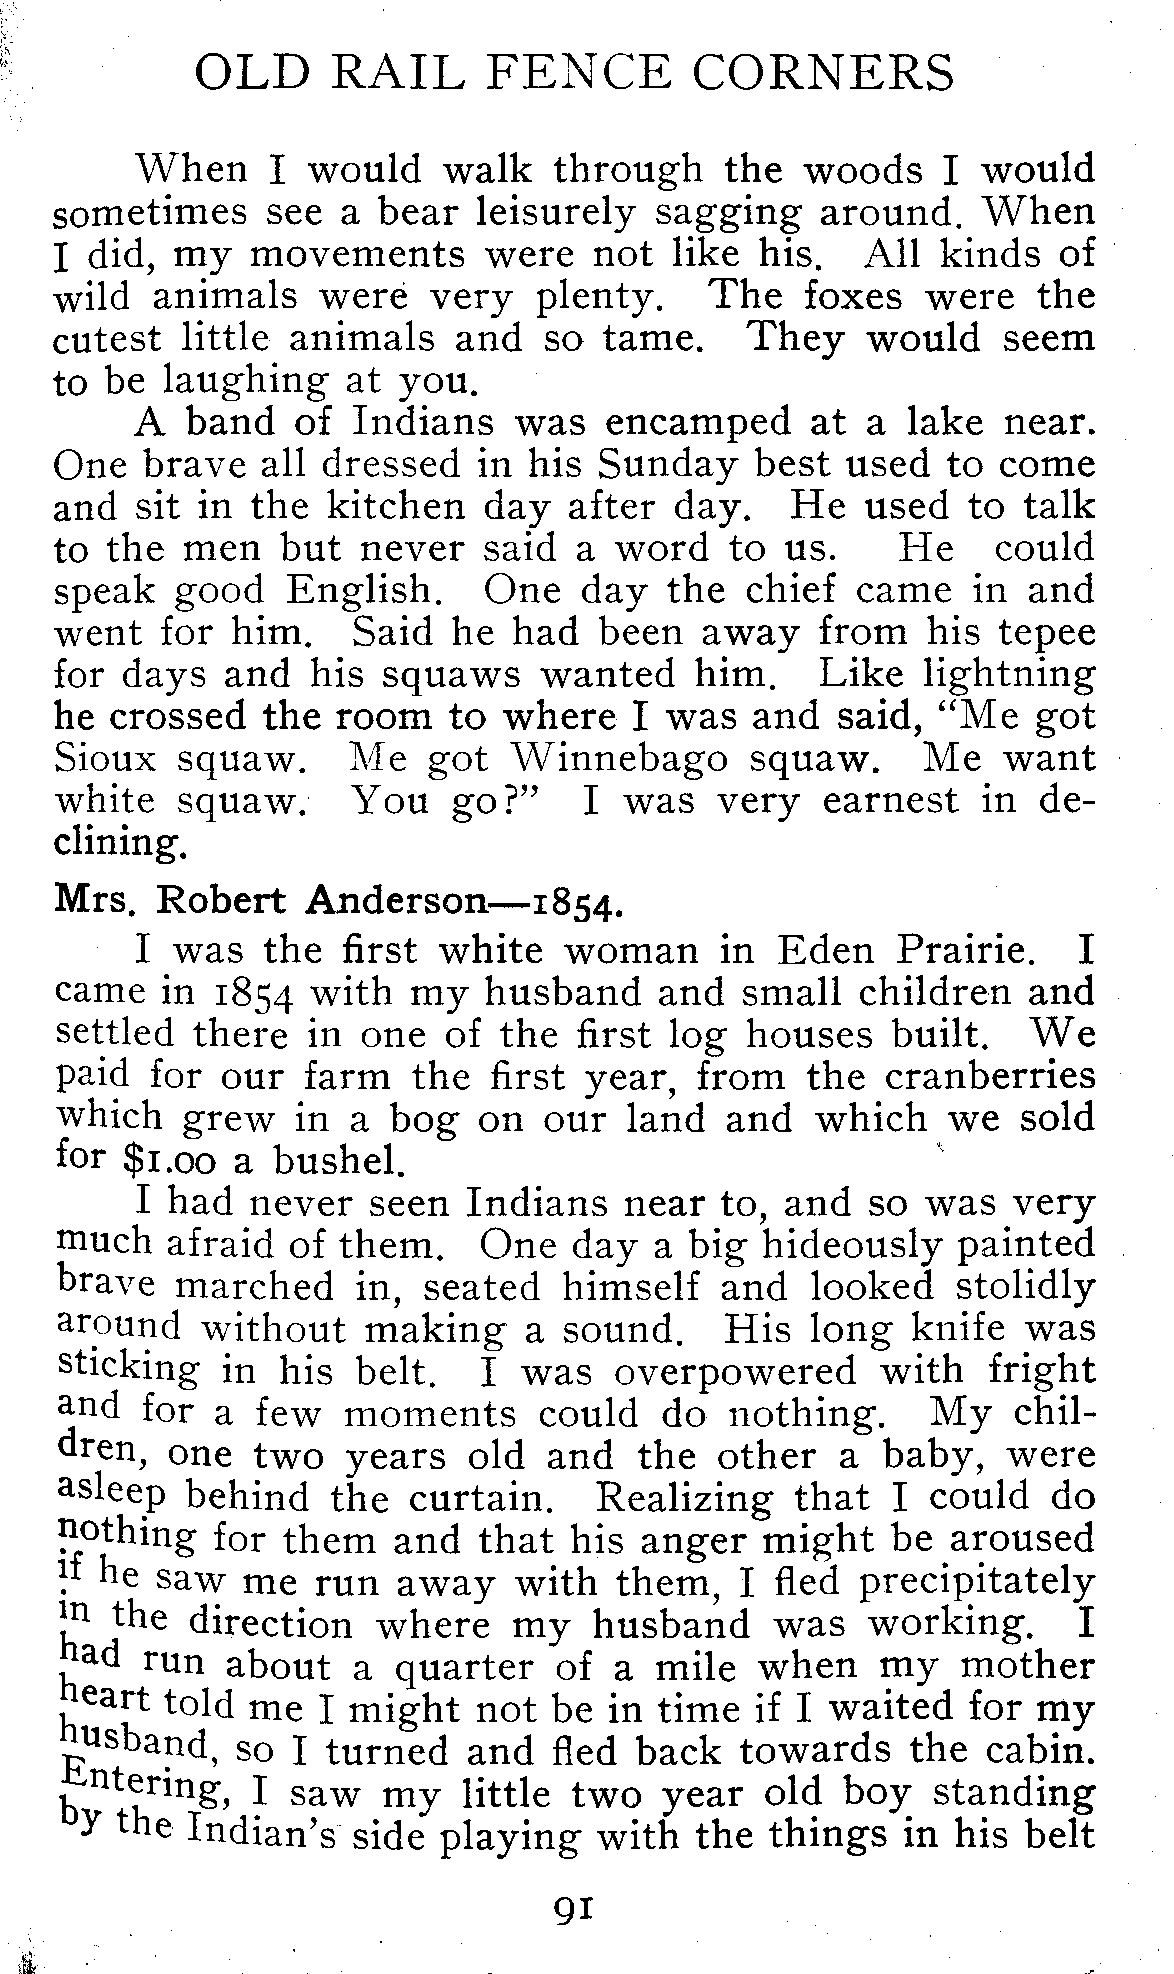 OLD RAIL FENCE CORNERS
When I would walk through the woods I would
sometimes see a bear leisurely sagging around. When
I did, my movements were not like his. All kinds of
wild animals were very plenty. The foxes were the
cutest little animals and so tame. They would seem
to be laughing at you.
A band of Indians was encamped at a lake near.
One brave all dressed in his Sunday best used to come
and sit in the kitchen day after day. He used to talk
to the men but never said a word to us. He could
speak good English. One day the chief came in and
went for him. Said he had been away from his tepee
for days and his squaws wanted him. Like lightning
he crossed the room to where I was and said, “Me got
Sioux squaw. Me got Winnebago squaw. Me want
white squaw. You go?” I was very earnest in de-
clining.
Mrs. Robert Anderson—1854.
I was the first white woman in Eden Prairie. I
came in 1854 with my husband and small children and
settled there in one of the first log houses built. We
paid for our farm the first year, from the cranberries
which grew in a bog on our land and which we sold
for $1.00 a bushel.
I had never seen Indians near to, and so was very
much afraid of them. One day a big hideously painted
brave marched in, seated himself and looked stolidly
around without making a sound. His long knife was
sticking in his belt. I was overpowered with fright
and for a few moments could do nothing. My chil-
dren, one two years old and the other a baby, were
asleep behind the curtain. Realizing that I could do
nothing for them and that his anger might be aroused
if he saw me run away with them, I fled precipitately
in the direction where my husband was working. I
had run about a quarter of a mile when my mother
heart told me I might not be in time if I waited for my
husband, so I turned and fled back towards the cabin.
Entering, I saw my little two year old boy standing
by the Indian’s side playing with the things in his belt
91